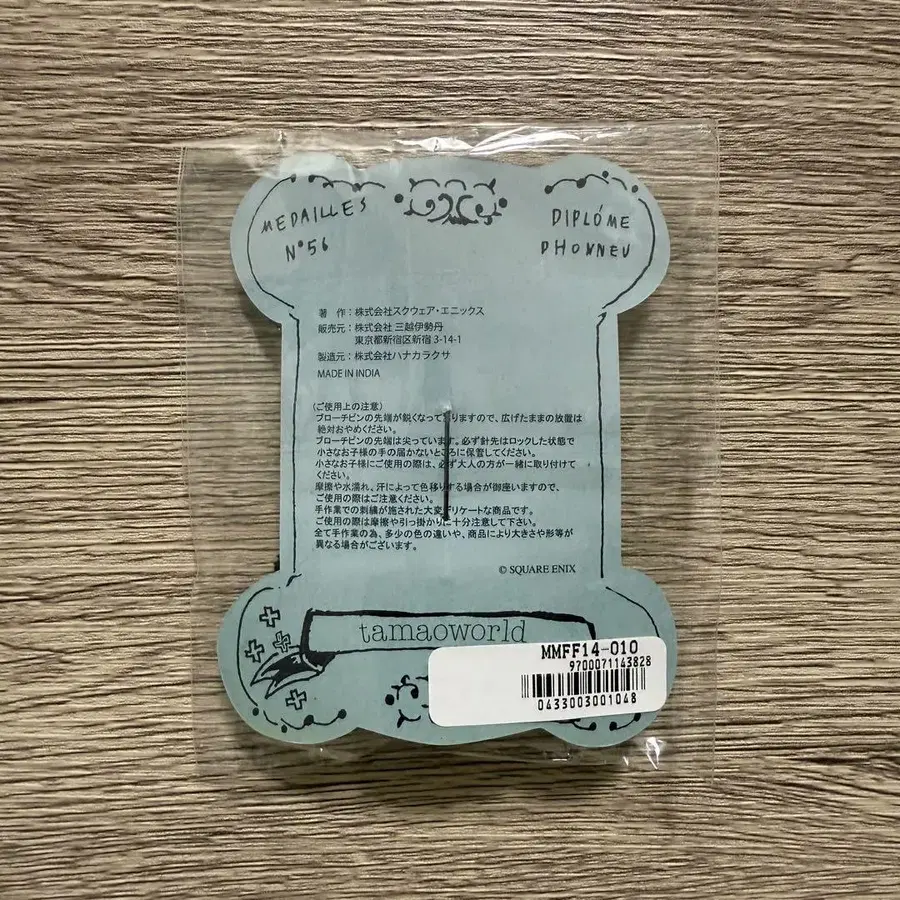 MEDAILLES
N°56
DIPLÓME
DHONNEU
著　作：株式会社スクウェア・エニックス
販売元：株式会社 三越伊勢丹
東京都新宿区新宿 3-14-1
製造元：株式会社ハナカラクサ
MADE IN INDIA
（ご使用上の注意）
ブローチピンの先端が鋭くなっておりますので、広げたままの放置は
絶対おやめください。
ブローチピンの先端は尖っています。必ず針先はロックした状態で
小さなお子様の手の届かないところに保管してください。
小さなお子様にご使用の際は、必ず大人の方が一緒に取り付けて
ください。
摩擦や水濡れ、汗によって色移りする場合が御座いますので、
ご使用の際はご注意ください。
手作業での刺繍が施された大変デリケートな商品です。
ご使用の際は摩擦や引っ掛かりに十分注意して下さい。
全て手作業の為、多少の色の違いや、商品により大きさや形等が
異なる場合がございます。
© SQUARE ENIX
tamaoworld
MMFF14-010
9700071143828
0433003001048